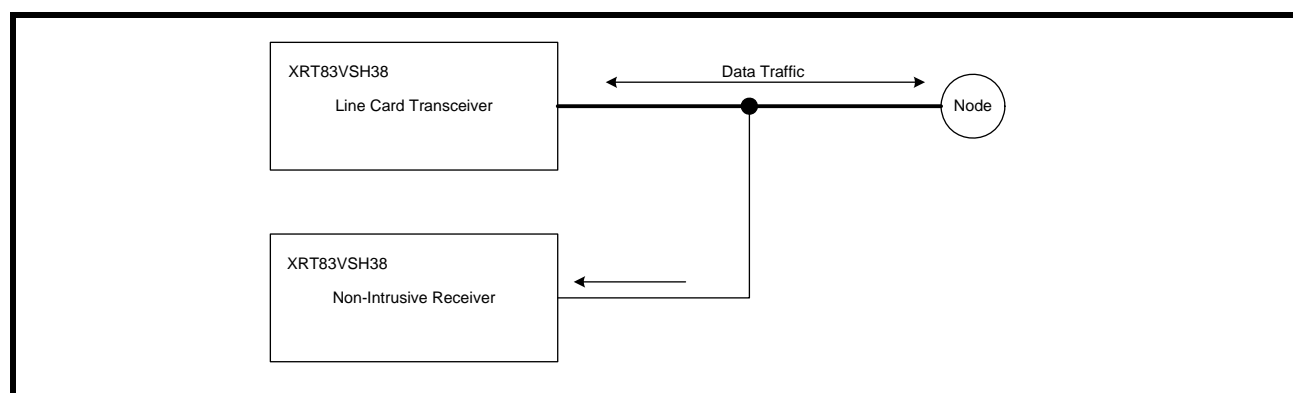 XRT83VSH38
Line Card Transceiver
Data Traffic
Node
XRT83VSH38
Non-Intrusive Receiver